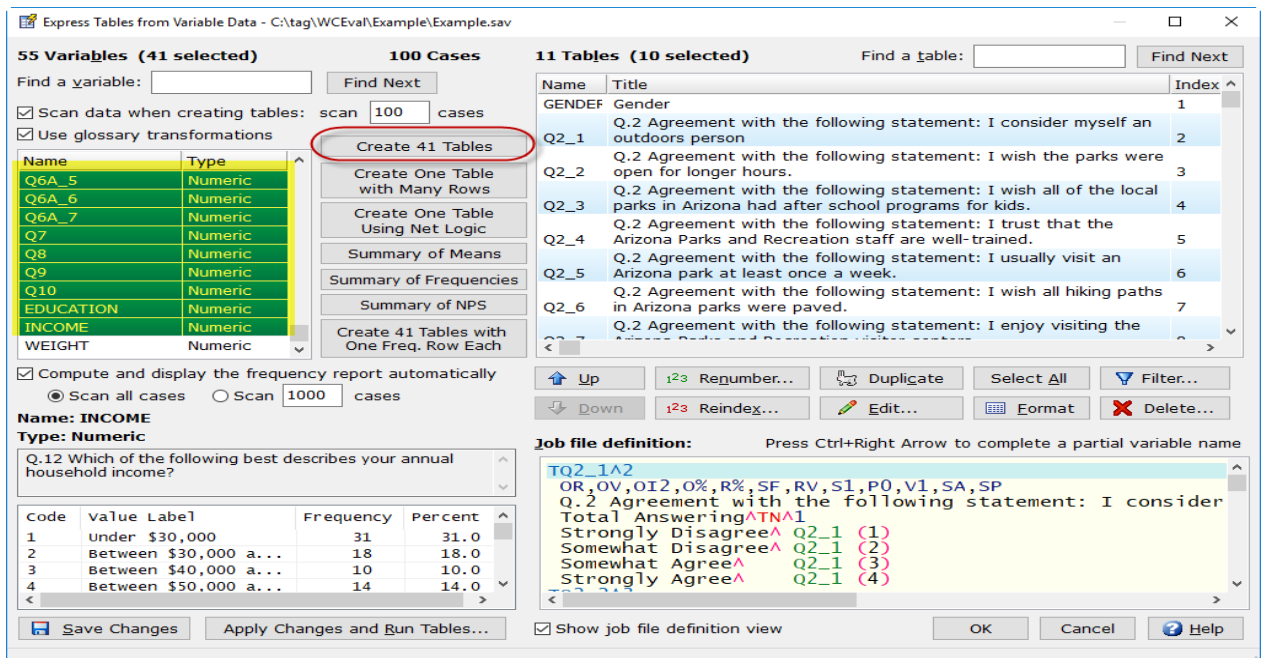 Express Tables from Variable Data - C:\tag\WCEval\Example\Example.sav
55 Variables (41 selected) 100 Cases
Find a variable: Find Next
Scan data when creating tables: scan 100 cases
Use glossary transformations
Name Type
Q6A_5 Numeric
Q6A_6 Numeric
Q6A_7 Numeric
Q7 Numeric
Q8 Numeric
Q9 Numeric
Q10 Numeric
EDUCATION Numeric
INCOME Numeric
WEIGHT Numeric
Create 41 Tables
Create One Table
with Many Rows
Create One Table
Using Net Logic
Summary of Means
Summary of Frequencies
Summary of NPS
Create 41 Tables with
One Freq. Row Each
Compute and display the frequency report automatically
Scan all cases Scan 1000 cases
Name: INCOME
Type: Numeric
Q.12 Which of the following best describes your annual
household income?
Code Value Label Frequency Percent
1 Under $30,000 31 31.0
2 Between $30,000 a... 18 18.0
3 Between $40,000 a... 10 10.0
4 Between $50,000 a... 14 14.0
Save Changes Apply Changes and Run Tables...
11 Tables (10 selected) Find a table: Find Next
Name Title Index
GENDER Gender 1
Q.2 Agreement with the following statement: I consider myself an
Q2_1 outdoors person 2
Q.2 Agreement with the following statement: I wish the parks were
Q2_2 open for longer hours. 3
Q.2 Agreement with the following statement: I wish all of the local
Q2_3 parks in Arizona had after school programs for kids. 4
Q.2 Agreement with the following statement: I trust that the
Q2_4 Arizona Parks and Recreation staff are well-trained. 5
Q.2 Agreement with the following statement: I usually visit an
Q2_5 Arizona park at least once a week. 6
Q.2 Agreement with the following statement: I wish all hiking paths
Q2_6 in Arizona parks were paved. 7
Q.2 Agreement with the following statement: I enjoy visiting the
Up 123 Renumber... Duplicate Select All Filter...
Down 123 Reindex... Edit... Format Delete...
Job file definition: Press Ctrl+Right Arrow to complete a partial variable name
TQ2_1^2
OR,OV,OI2,O%,R%,SF,RV,S1,P0,V1,SA,SP
Q.2 Agreement with the following statement: I consider
Total Answering^TN^1
Strongly Disagree^ Q2_1 (1)
Somewhat Disagree^ Q2_1 (2)
Somewhat Agree^ Q2_1 (3)
Strongly Agree^ Q2_1 (4)
Show job file definition view OK Cancel Help